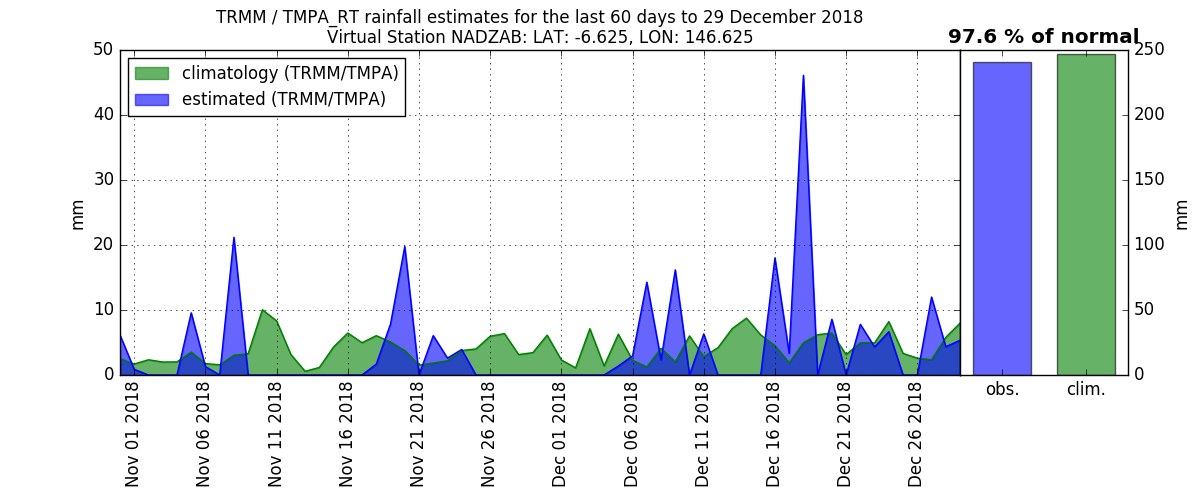 TRMM / TMPA_RT rainfall estimates for the last 60 days to 29 December 2018
Virtual Station NADZAB: LAT: -6.625, LON: 146.625
97.6 % of normal
climatology (TRMM/TMPA)
estimated (TRMM/TMPA)
mm
50
40
30
20
10
0
Nov 01 2018
Nov 06 2018
Nov 11 2018
Nov 16 2018
Nov 21 2018
Nov 26 2018
Dec 01 2018
Dec 06 2018
Dec 11 2018
Dec 16 2018
Dec 21 2018
Dec 26 2018
obs.
clim.
250
200
150
100
50
0
mm